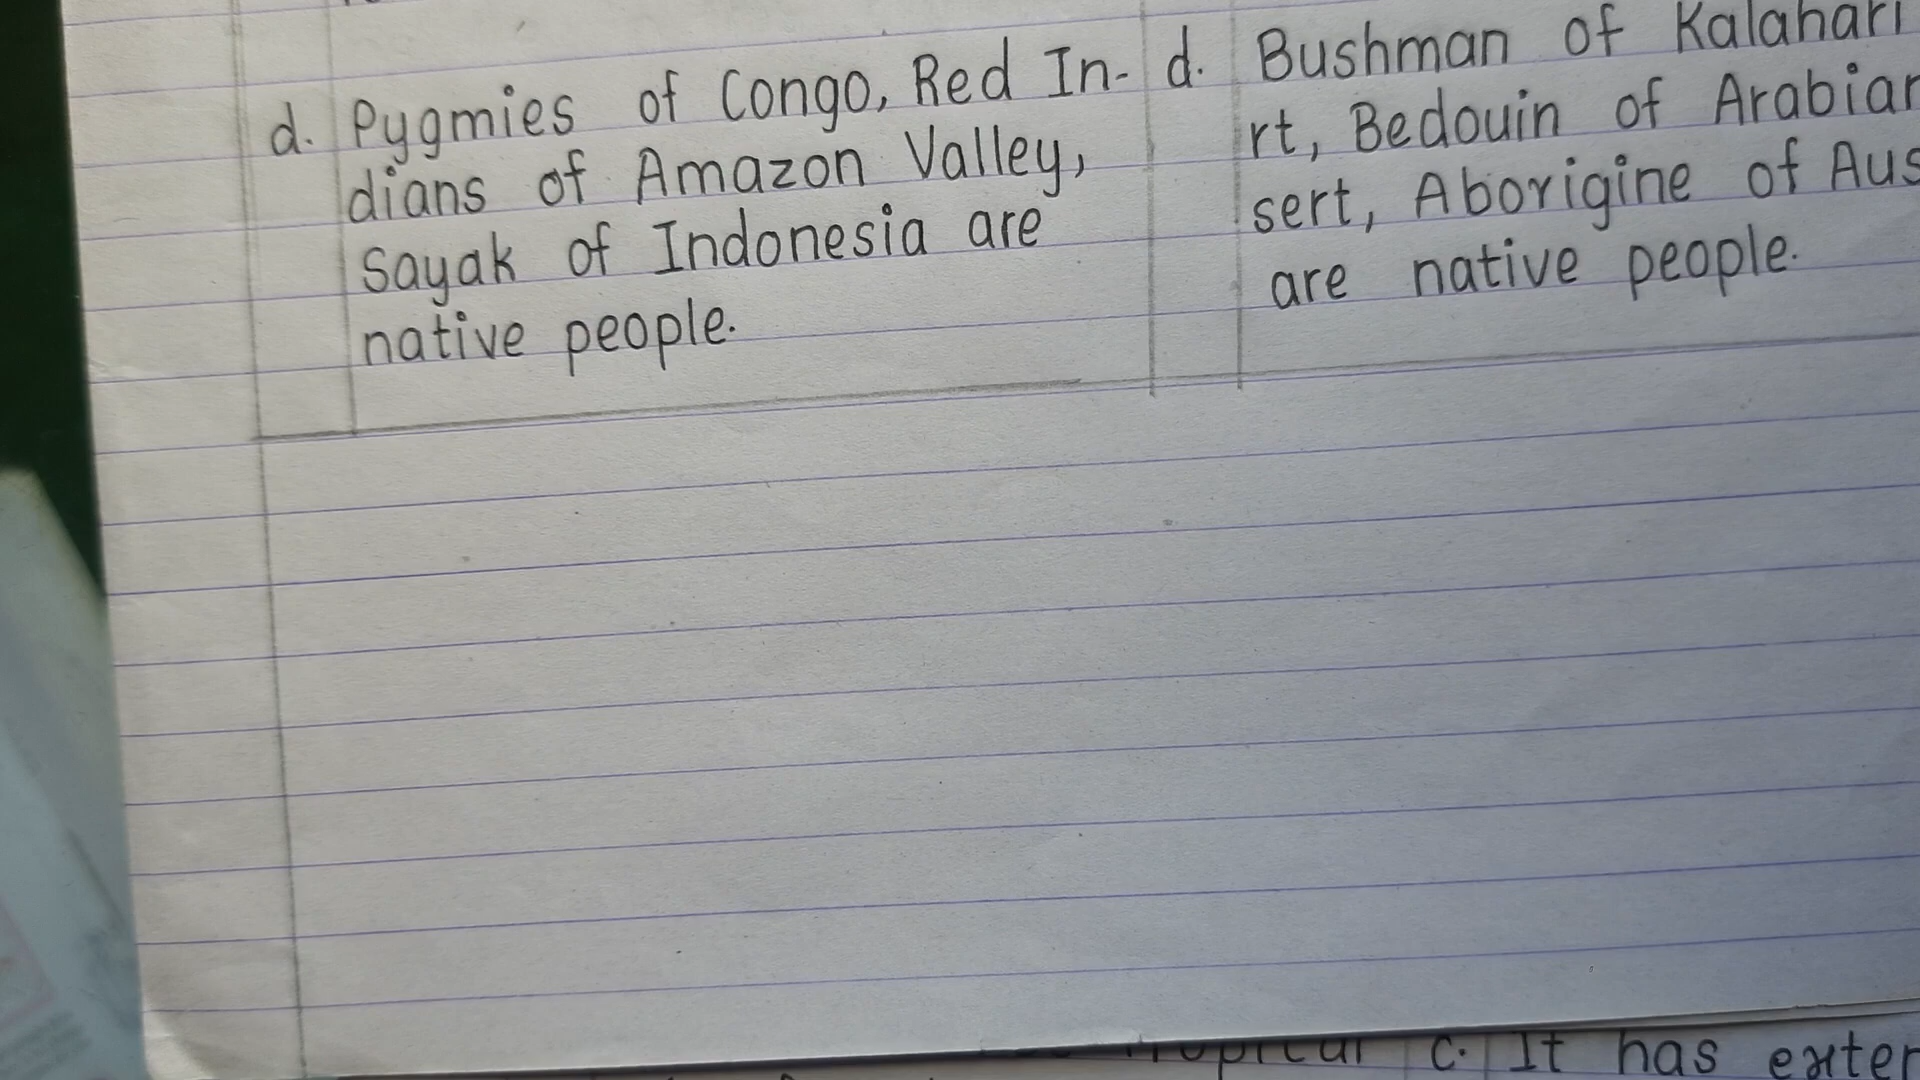 d. Pygmies of Congo, Red In-
dians of Amazon Valley,
Sayak of Indonesia are
native people.
d. Bushman of Kalahari
rt, Bedouin of Arabian
sert, Aborigine of Aus
are native people.
c. It has exter